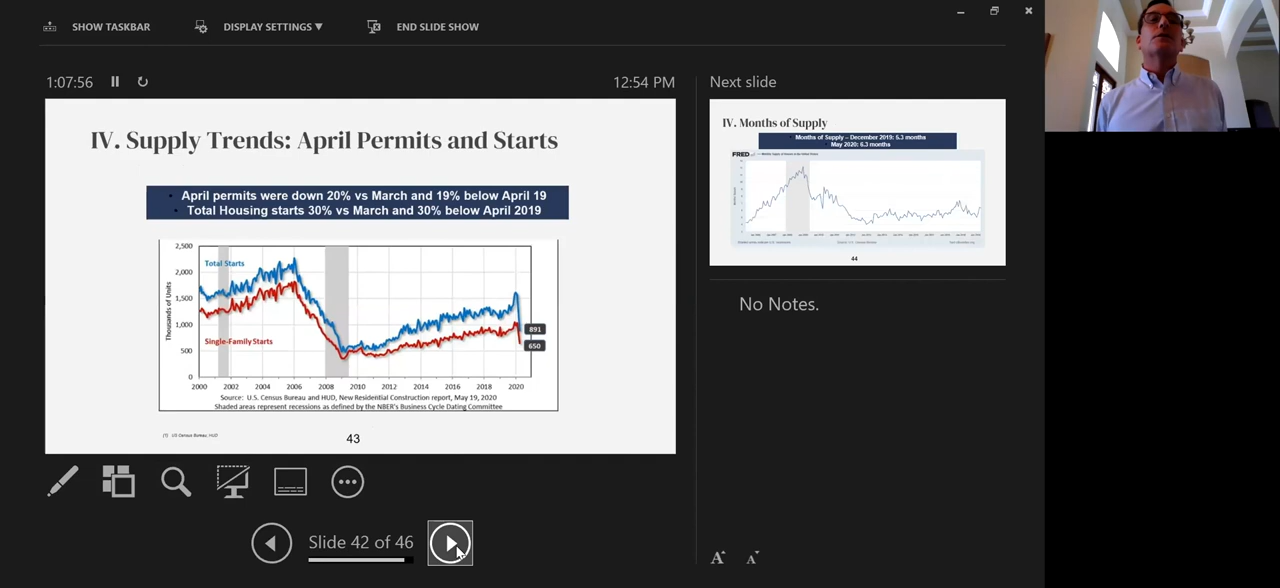 SHOW TASKBAR
DISPLAY SETTINGS ▼
END SLIDE SHOW
1:07:56
12:54 PM
IV. Supply Trends: April Permits and Starts
• April permits were down 20% vs March and 19% below April 19
• Total Housing starts 30% vs March and 30% below April 2019
Thousands of Units
2,500
2,000
1,500
1,000
500
0
Total Starts
Single-Family Starts
891
650
2000 2002 2004 2006 2008 2010 2012 2014 2016 2018 2020
Source: U.S. Census Bureau and HUD, New Residential Construction report, May 19, 2020
Shaded areas represent recessions as defined by the NBER's Business Cycle Dating Committee
(1) US Census Bureau, HUD
43
Slide 42 of 46
Next slide
IV. Months of Supply
• Months of Supply – December 2019: 6.3 months
• May 2020: 6.3 months
FRED
44
No Notes.
A A